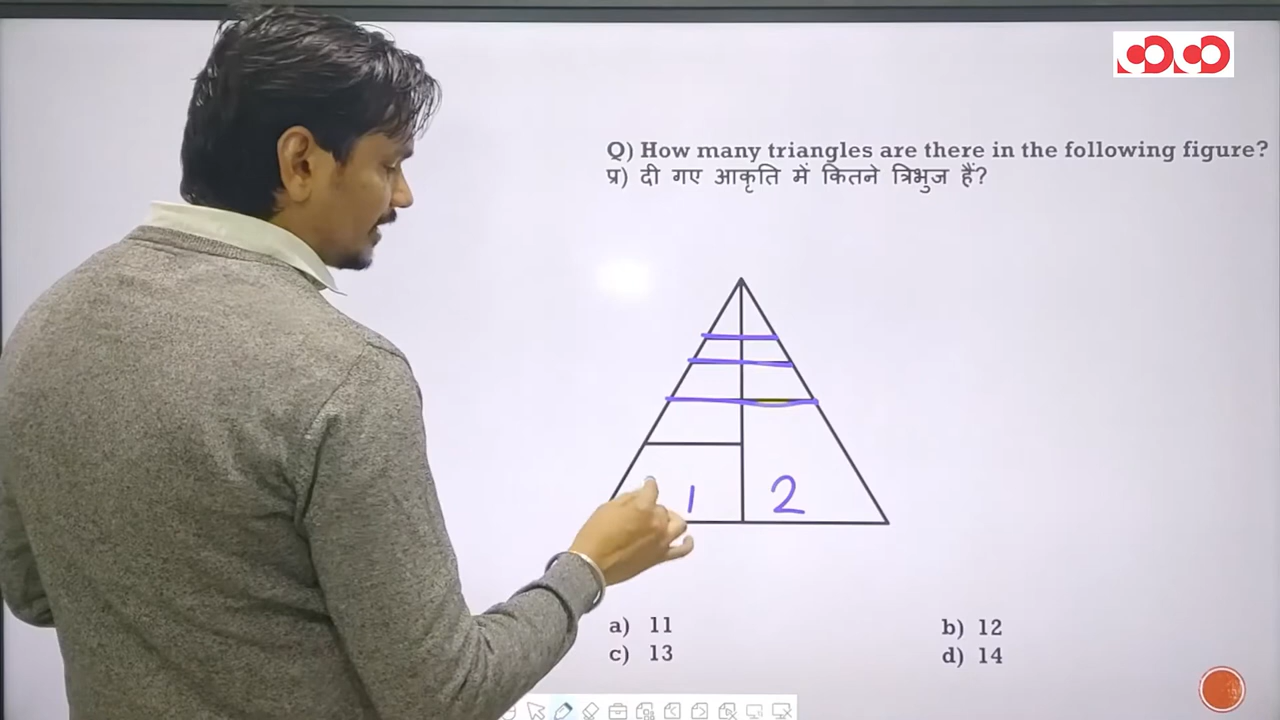 Q) How many triangles are there in the following figure?
प्र) दी गए आकृति में कितने त्रिभुज हैं?
1 2
a) 11
b) 12
c) 13
d) 14